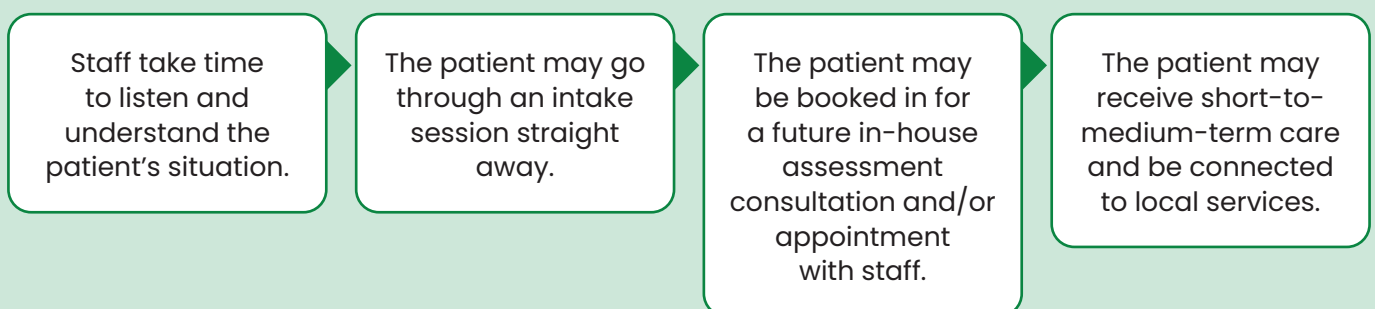 Staff take time
to listen and
understand the
patient's situation.
The patient may go
through an intake
session straight
away.
The patient may
be booked in for
a future in-house
assessment
consultation and/or
appointment
with staff.
The patient may
receive short-to-
medium-term care
and be connected
to local services.